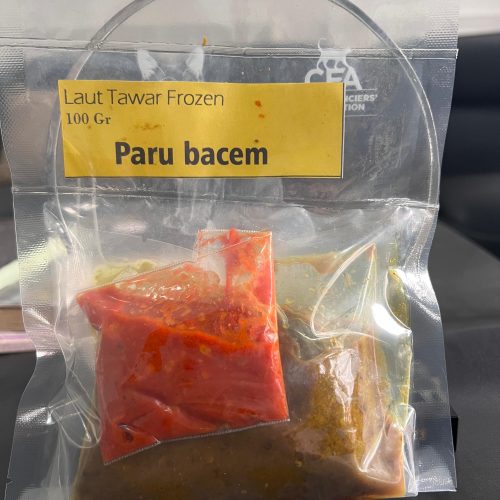 Laut Tawar Frozen
100 Gr
Paru bacem
CFA